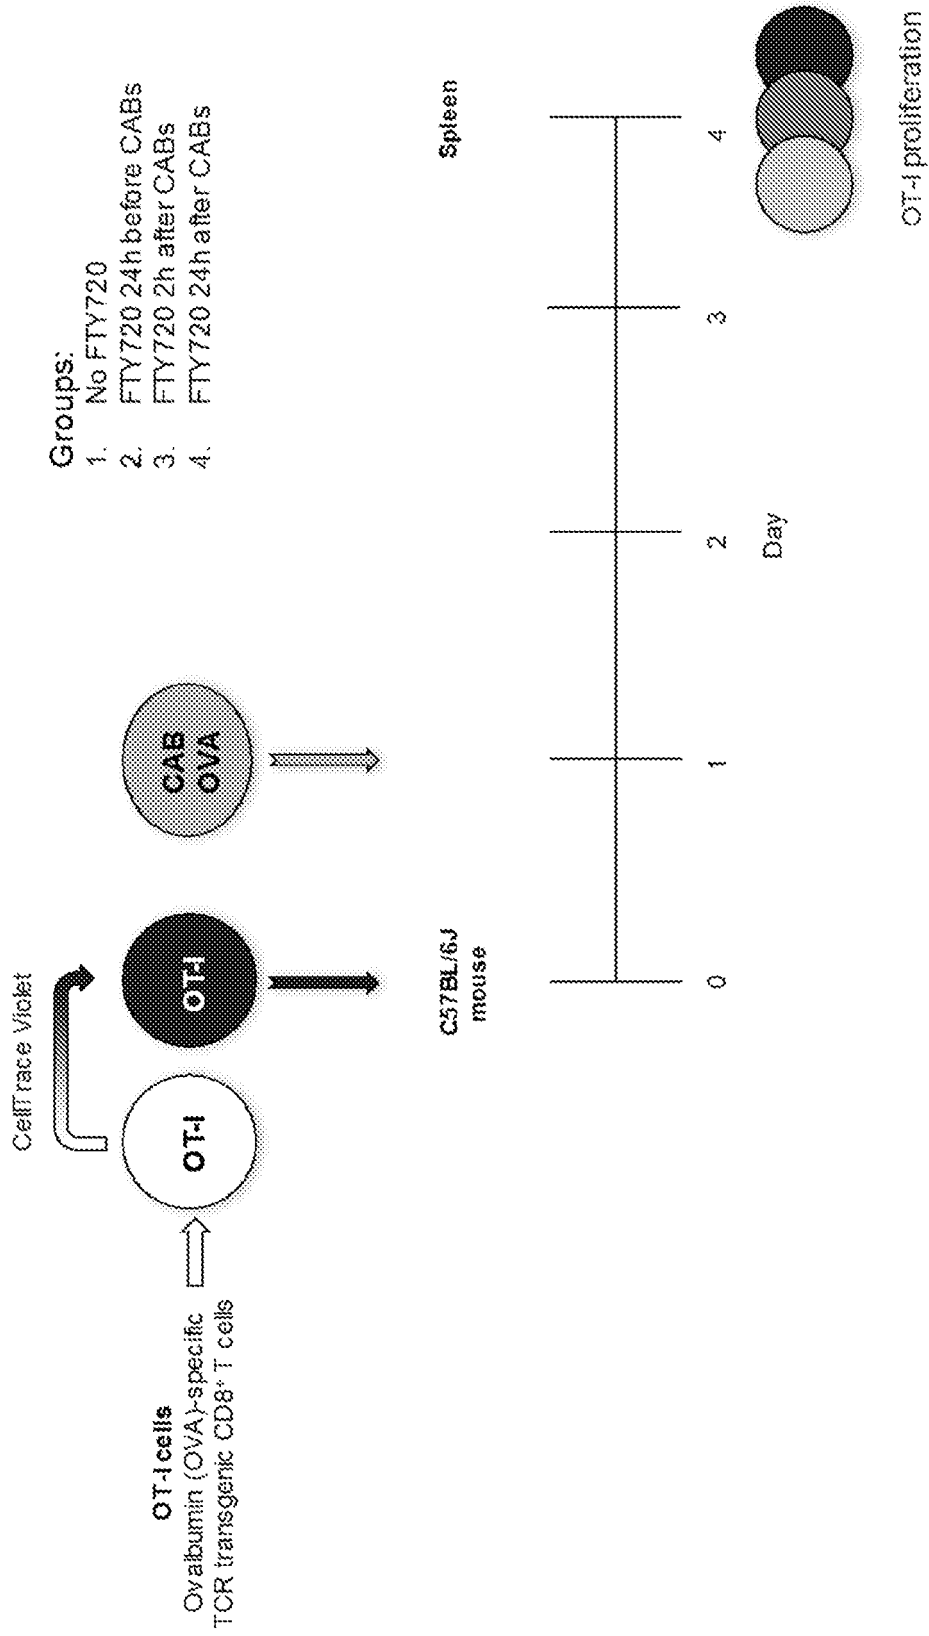 CellTrace Violet
Groups:
1. No FTY720
2. FTY720 24h before CABs
3. FTY720 2h after CABs
4. FTY720 24h after CABs
OT-I cells
Ovalbumin (OVA)-specific
TCR transgenic CD8⁺ T cells
OT-I
OT-I
CAB
OVA
C57BL/6J
mouse
Spleen
0 1 2 3 4
Day
OT-I proliferation